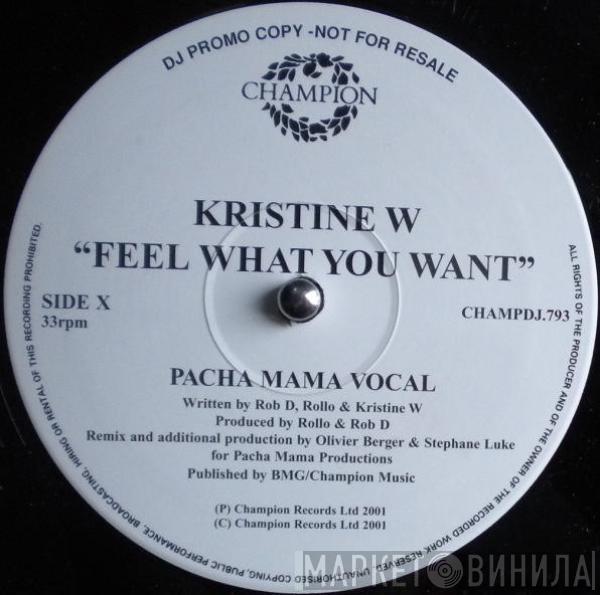 DJ PROMO COPY -NOT FOR RESALE
CHAMPION
KRISTINE W
“FEEL WHAT YOU WANT”
SIDE X
33rpm
CHAMPDJ.793
PACHA MAMA VOCAL
Written by Rob D, Rollo & Kristine W
Produced by Rollo & Rob D
Remix and additional production by Olivier Berger & Stephane Luke
for Pacha Mama Productions
Published by BMG/Champion Music
(P) Champion Records Ltd 2001
(C) Champion Records Ltd 2001
ALL RIGHTS OF THE PRODUCER AND OF THE OWNER OF THE RECORDED WORK RESERVED. UNAUTHORISED COPYING, PUBLIC PERFORMANCE, BROADCASTING, HIRING OR RENTAL OF THIS RECORDING PROHIBITED.
МАРКЕТ ВИНИЛА